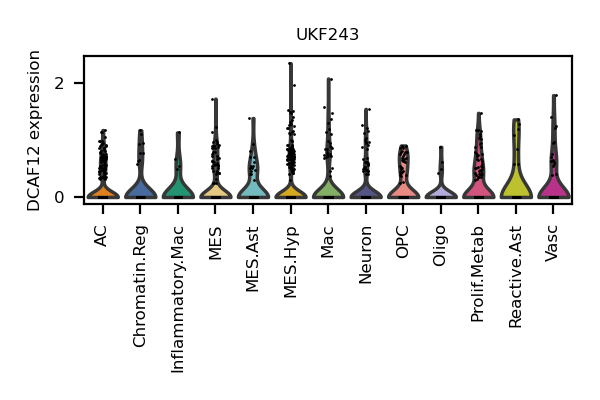 UKF243
DCAF12 expression
2
0
AC
Chromatin.Reg
Inflammatory.Mac
MES
MES.Ast
MES.Hyp
Mac
Neuron
OPC
Oligo
Prolif.Metab
Reactive.Ast
Vasc